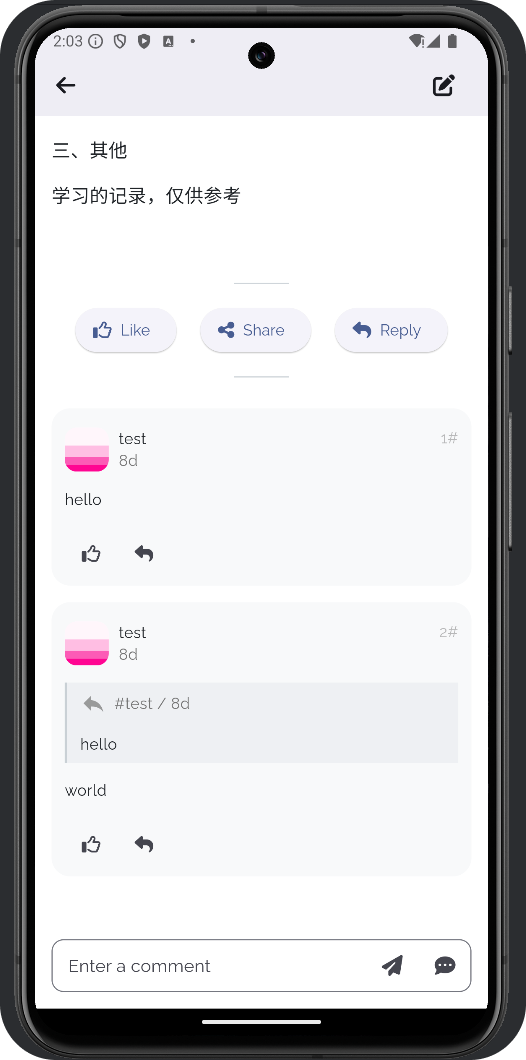 2:03
三、其他
学习的记录，仅供参考
Like
Share
Reply
test
1#
8d
hello
test
2#
8d
#test / 8d
hello
world
Enter a comment